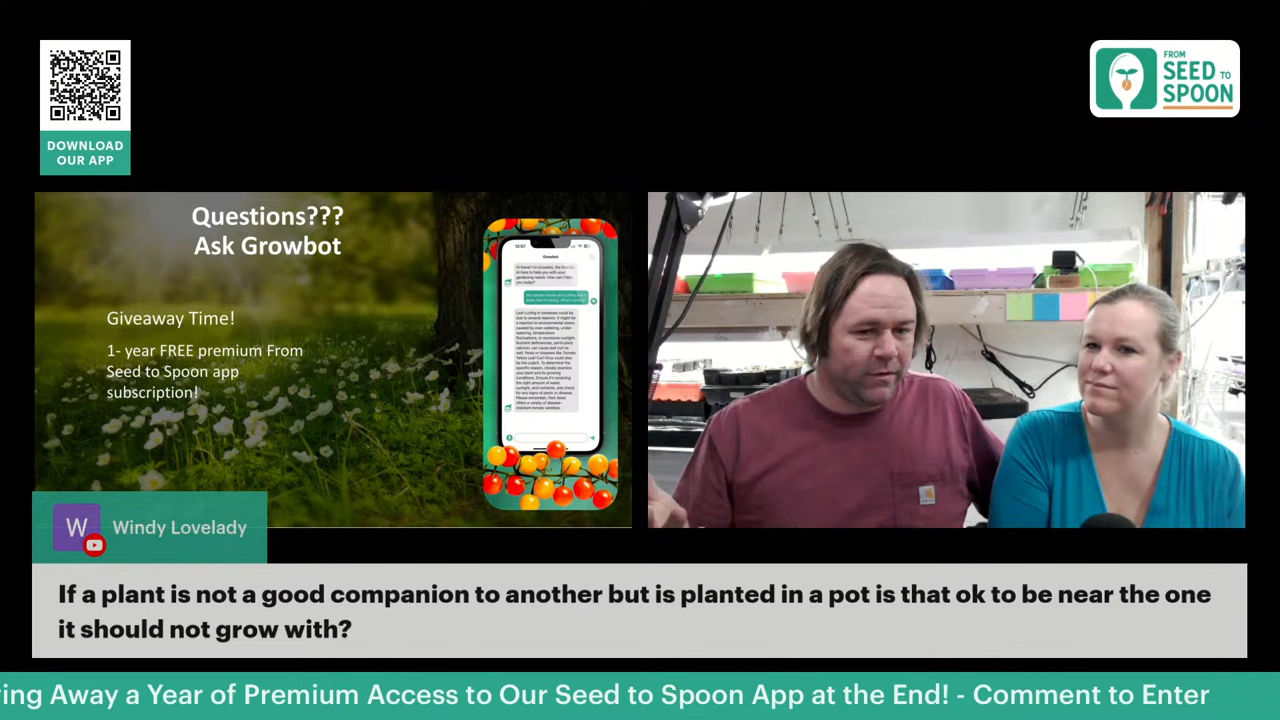 DOWNLOAD
OUR APP
FROM
SEED TO
SPOON
Questions???
Ask Growbot
Giveaway Time!
1- year FREE premium From
Seed to Spoon app
subscription!
12:57
Growbot
W
Windy Lovelady
If a plant is not a good companion to another but is planted in a pot is that ok to be near the one
it should not grow with?
ing Away a Year of Premium Access to Our Seed to Spoon App at the End! - Comment to Enter